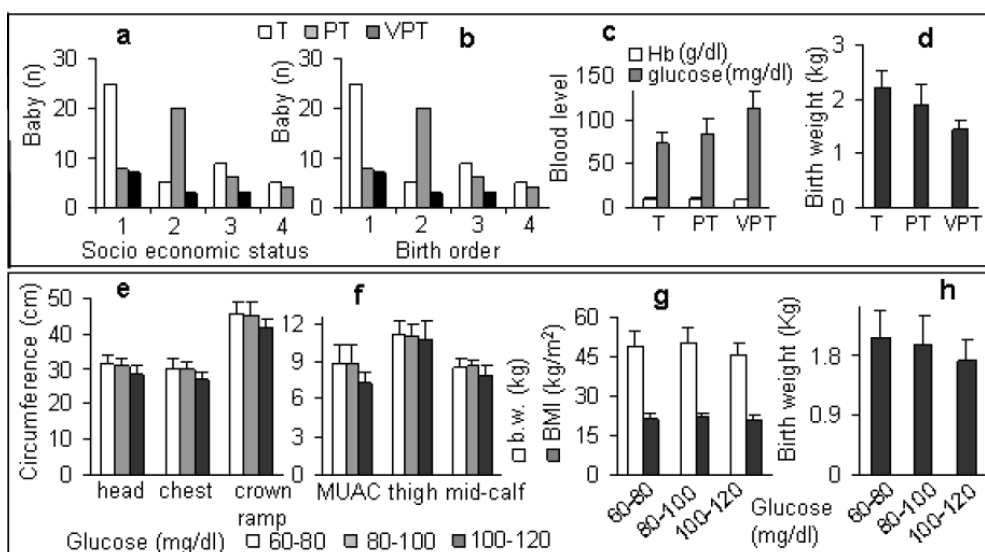 a
T PT VPT
b
c
d
Baby (n)
30
20
10
0
1 2 3 4
Socio economic status
Baby (n)
30
20
10
0
1 2 3 4
Birth order
Hb (g/dl)
glucose(mg/dl)
Blood level
150
100
50
0
T PT VPT
Birth weight (kg)
3
2
1
0
T PT VPT
e
f
g
h
Circumference (cm)
50
40
30
20
10
0
head chest crown
ramp
12
9
6
3
0
MUAC thigh mid-calf
Glucose (mg/dl) 60-80 80-100 100-120
b.w. (kg)
BMI (kg/m²)
60
45
30
15
0
60-80
80-100
100-120
Glucose
(mg/dl)
Birth weight (Kg)
1.8
0.9
0
60-80
80-100
100-120